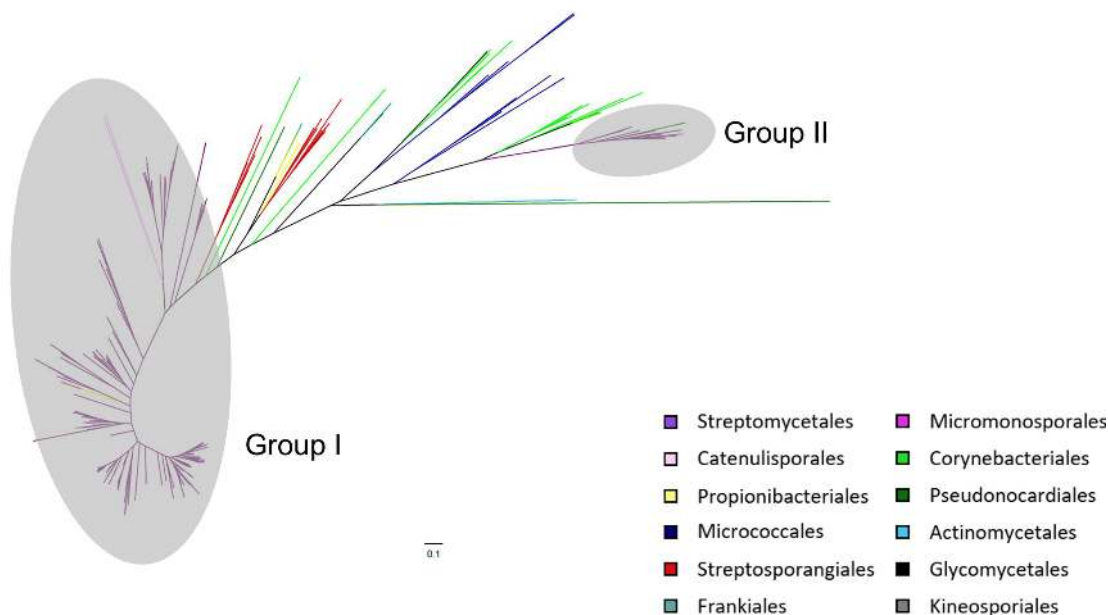 Group II
Group I
0.1
Streptomycetales
Catenulisporales
Propionibacteriales
Micrococcales
Streptosporangiales
Frankiales
Micromonosporales
Corynebacteriales
Pseudonocardiales
Actinomycetales
Glycomycetales
Kineosporiales